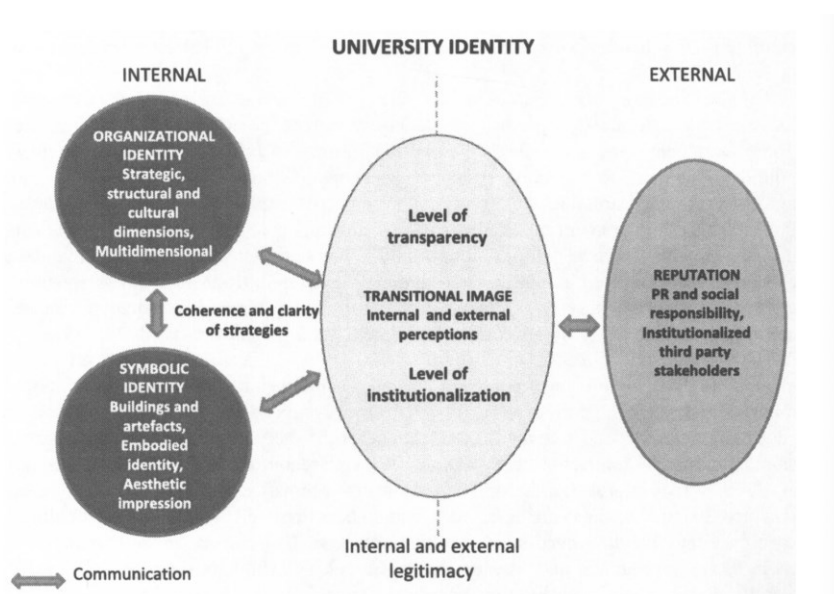 UNIVERSITY IDENTITY
INTERNAL
EXTERNAL
ORGANIZATIONAL
IDENTITY
Strategic,
structural and
cultural
dimensions,
Multidimensional
Coherence and clarity
of strategies
SYMBOLIC
IDENTITY
Buildings and
artefacts,
Embodied
identity,
Aesthetic
impression
Level of
transparency
TRANSITIONAL IMAGE
Internal and external
perceptions
Level of
institutionalization
REPUTATION
PR and social
responsibility,
Institutionalized
third party
stakeholders
Internal and external
legitimacy
Communication